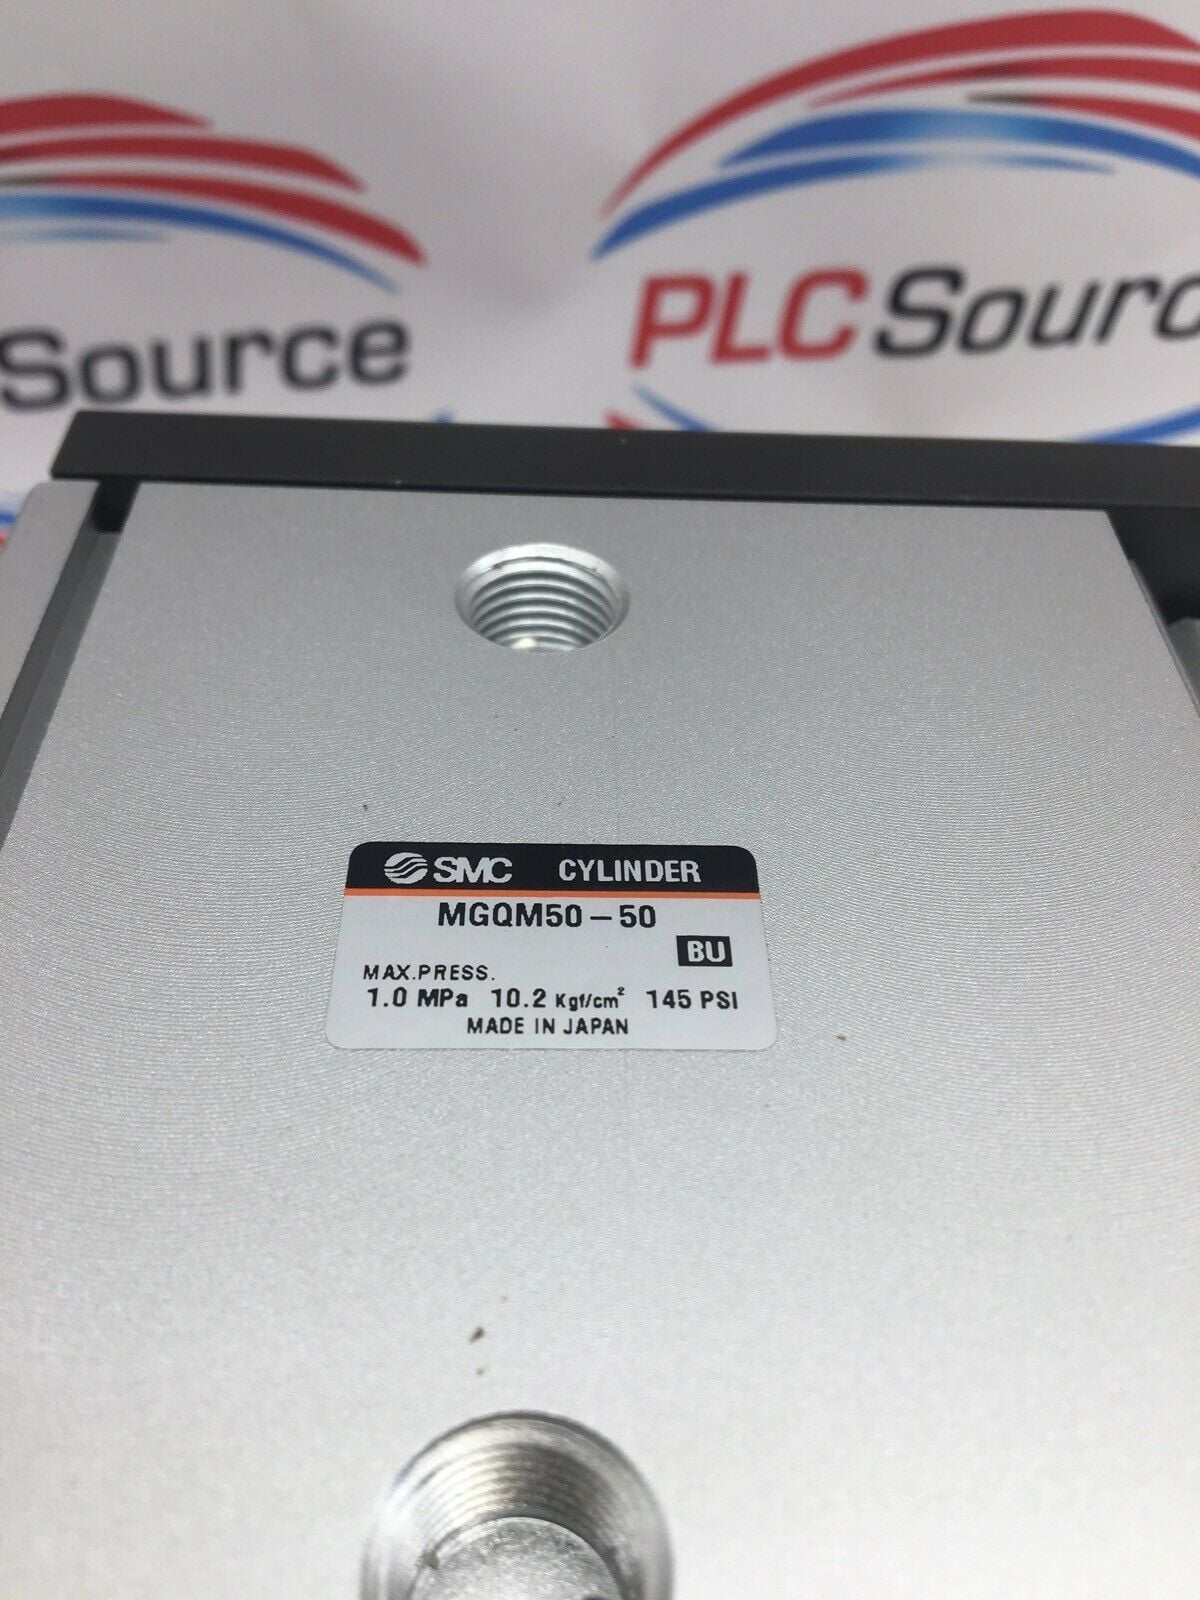 PLCSourc
Source
SMC CYLINDER
MGQM50-50
BU
MAX.PRESS.
1.0 MPa 10.2 Kgf/cm² 145 PSI
MADE IN JAPAN